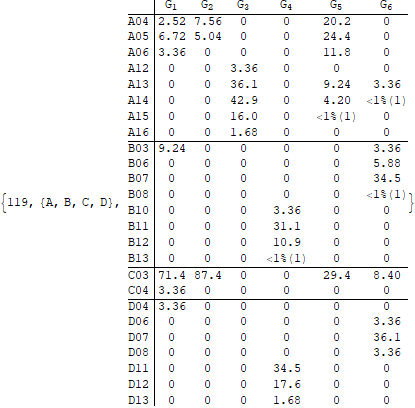 G1 G2 G3 G4 G5 G6
A04 2.52 7.56 0 0 20.2 0
A05 6.72 5.04 0 0 24.4 0
A06 3.36 0 0 0 11.8 0
A12 0 0 3.36 0 0 0
A13 0 0 36.1 0 9.24 3.36
A14 0 0 42.9 0 4.20 <1%(1)
A15 0 0 16.0 0 <1%(1) 0
A16 0 0 1.68 0 0 0
B03 9.24 0 0 0 0 3.36
B06 0 0 0 0 0 5.88
B07 0 0 0 0 0 34.5
{119, {A, B, C, D}, B08 0 0 0 0 0 <1%(1) }
B10 0 0 0 3.36 0 0
B11 0 0 0 31.1 0 0
B12 0 0 0 10.9 0 0
B13 0 0 0 <1%(1) 0 0
C03 71.4 87.4 0 0 29.4 8.40
C04 3.36 0 0 0 0 0
D04 3.36 0 0 0 0 0
D06 0 0 0 0 0 3.36
D07 0 0 0 0 0 36.1
D08 0 0 0 0 0 3.36
D11 0 0 0 34.5 0 0
D12 0 0 0 17.6 0 0
D13 0 0 0 1.68 0 0